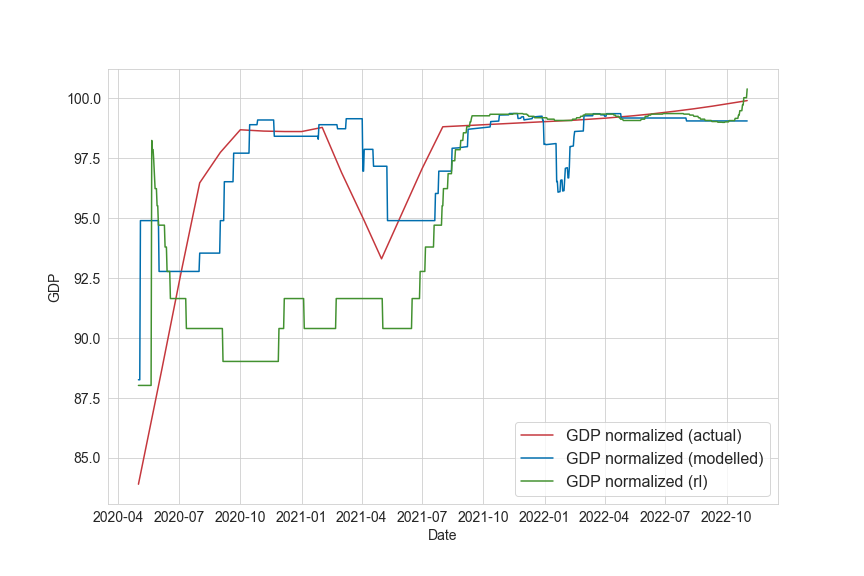 100.0
97.5
95.0
92.5
90.0
87.5
85.0
GDP
GDP normalized (actual)
GDP normalized (modelled)
GDP normalized (rl)
2020-04 2020-07 2020-10 2021-01 2021-04 2021-07 2021-10 2022-01 2022-04 2022-07 2022-10
Date